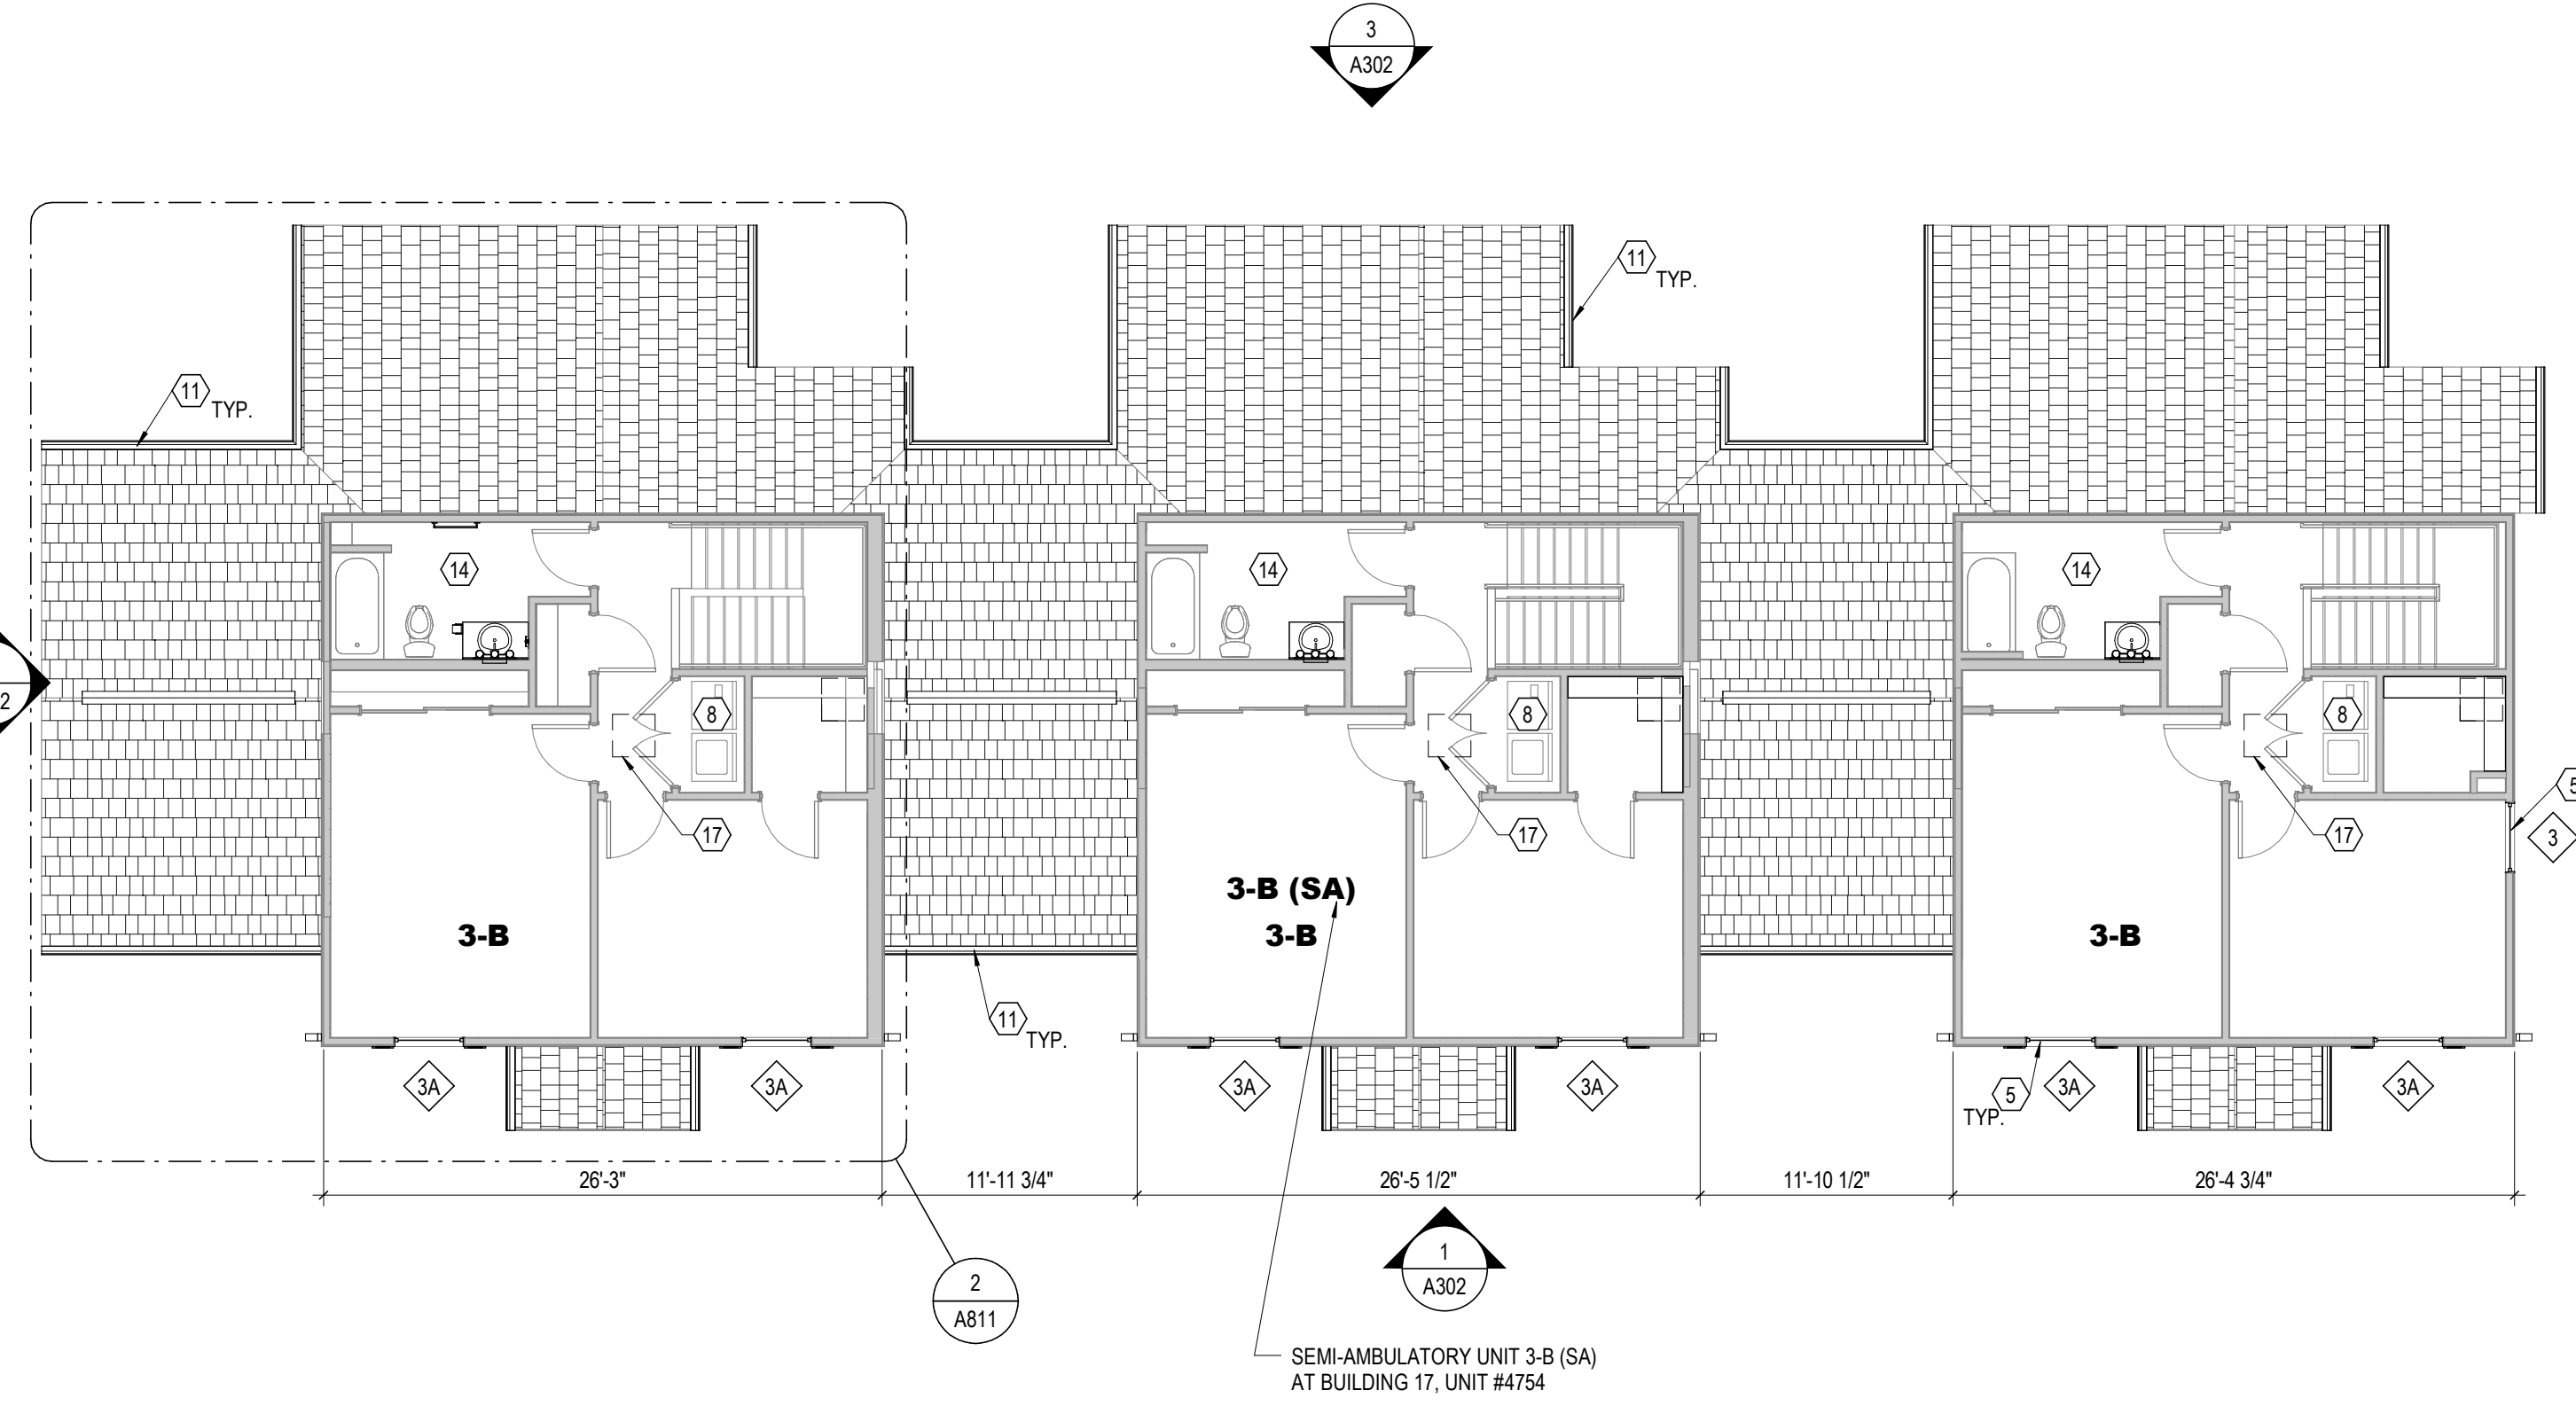 3
A302
11
TYP.
11
TYP.
14
14
14
2
8
8
8
5
17
17
17
3
3-B (SA)
3-B
3-B
3-B
11
TYP.
3A
3A
3A
3A
5
TYP.
3A
3A
26'-3"
11'-11 3/4"
26'-5 1/2"
11'-10 1/2"
26'-4 3/4"
1
A302
2
A811
SEMI-AMBULATORY UNIT 3-B (SA)
AT BUILDING 17, UNIT #4754